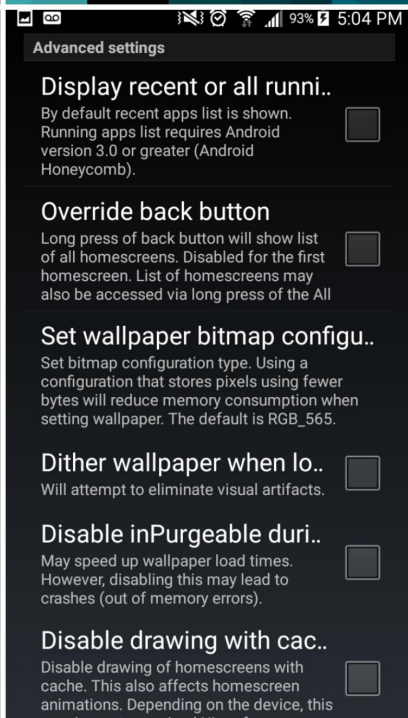 93% 5:04 PM
Advanced settings
Display recent or all runni..
By default recent apps list is shown.
Running apps list requires Android
version 3.0 or greater (Android
Honeycomb).
Override back button
Long press of back button will show list
of all homescreens. Disabled for the first
homescreen. List of homescreens may
also be accessed via long press of the All
Set wallpaper bitmap configu..
Set bitmap configuration type. Using a
configuration that stores pixels using fewer
bytes will reduce memory consumption when
setting wallpaper. The default is RGB_565.
Dither wallpaper when lo..
Will attempt to eliminate visual artifacts.
Disable inPurgeable duri..
May speed up wallpaper load times.
However, disabling this may lead to
crashes (out of memory errors).
Disable drawing with cac..
Disable drawing of homescreens with
cache. This also affects homescreen
animations. Depending on the device, this